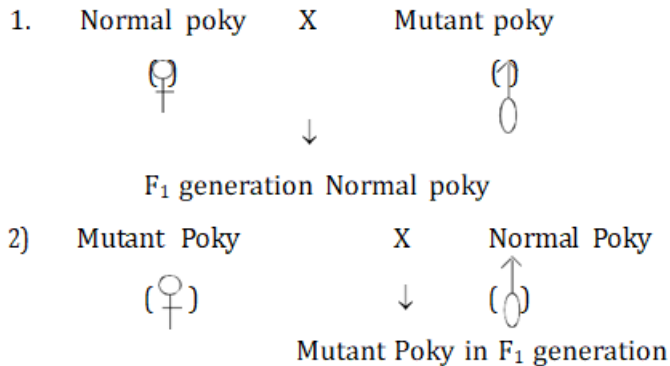 1. Normal poky X Mutant poky
(♀) (♂)
↓
F₁ generation Normal poky
2) Mutant Poky X Normal Poky
(♀) ↓ (♂)
Mutant Poky in F₁ generation